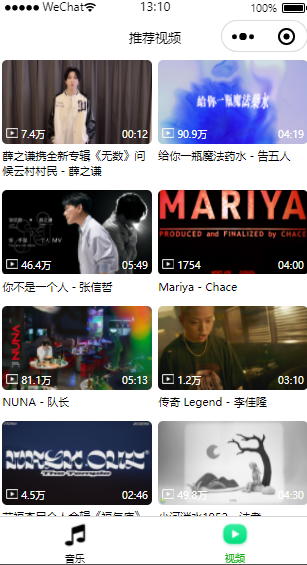 WeChat 13:10 100%
推荐视频
7.4万 00:12
给你一瓶魔法药水
90.9万 04:19
薛之谦携全新专辑《无数》问
候云村村民 - 薛之谦
给你一瓶魔法药水 - 告五人
46.4万 05:49
MARIYA
PRODUCED and FINALIZED by CHACE
1754 04:00
你不是一个人 - 张信哲
Mariya - Chace
NUNA
81.1万 05:13
1.2万 03:10
NUNA - 队长
传奇 Legend - 李佳隆
4.5万 02:46
49.8万 04:30
音乐
视频